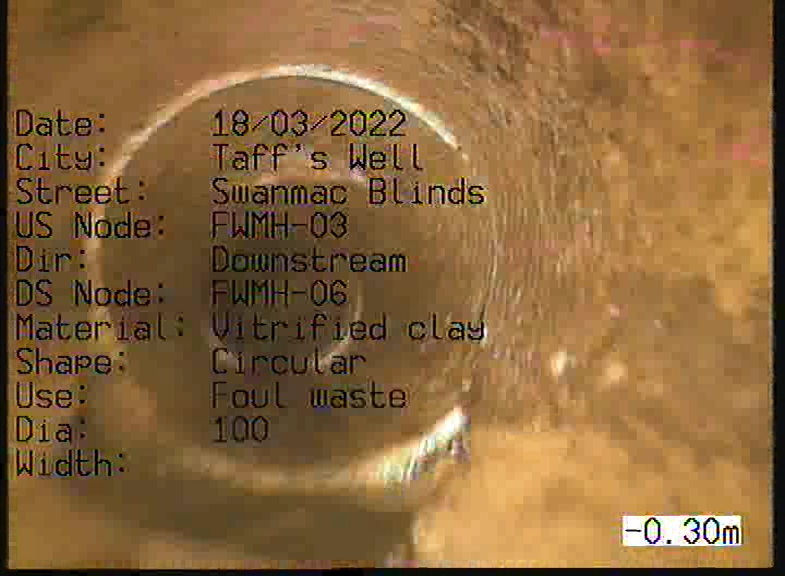 Date: 18/03/2022
City: Taff's Well
Street: Swanmac Blinds
US Node: FWMH-03
Dir: Downstream
DS Node: FWMH-06
Material: Vitrified clay
Shape: Circular
Use: Foul waste
Dia: 100
Width:
-0.30m